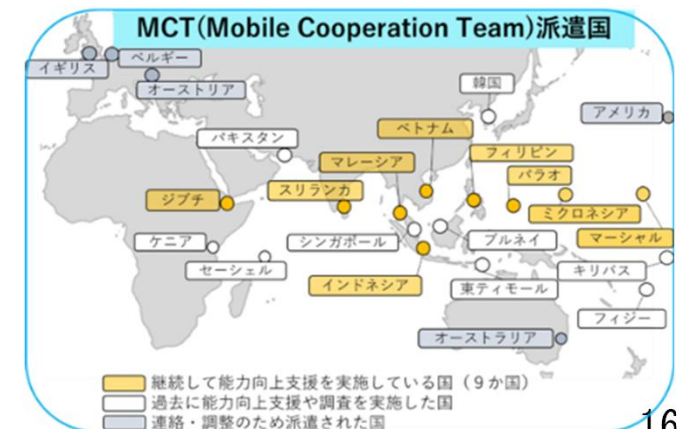 MCT(Mobile Cooperation Team)派遣国
イギリス
ベルギー
オーストリア
韓国
アメリカ
パキスタン
ベトナム
フィリピン
マレーシア
パラオ
スリランカ
ジブチ
ミクロネシア
マーシャル
ケニア
シンガポール
ブルネイ
セーシェル
キリバス
インドネシア
東ティモール
フィジー
オーストラリア
継続して能力向上支援を実施している国（９か国）
過去に能力向上支援や調査を実施した国
連絡・調整のため派遣された国
16